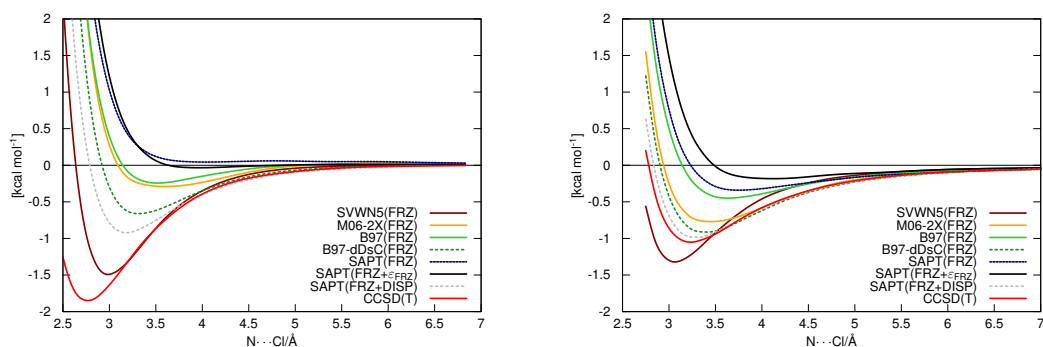 2
1.5
1
0.5
0
-0.5
-1
-1.5
-2
[kcal mol⁻¹]
2.5 3 3.5 4 4.5 5 5.5 6 6.5 7
N···Cl/Å
SVWN5(FRZ)
M06-2X(FRZ)
B97(FRZ)
B97-dDsC(FRZ)
SAPT(FRZ)
SAPT(FRZ+εFRZ)
SAPT(FRZ+DISP)
CCSD(T)
2
1.5
1
0.5
0
-0.5
-1
-1.5
-2
[kcal mol⁻¹]
2.5 3 3.5 4 4.5 5 5.5 6 6.5 7
N···Cl/Å
SVWN5(FRZ)
M06-2X(FRZ)
B97(FRZ)
B97-dDsC(FRZ)
SAPT(FRZ)
SAPT(FRZ+εFRZ)
SAPT(FRZ+DISP)
CCSD(T)